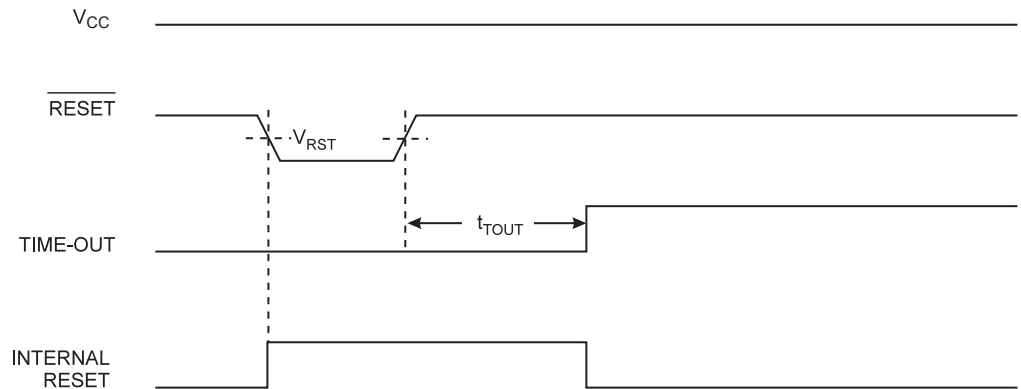 VCC
RESET
VRST
tTOUT
TIME-OUT
INTERNAL
RESET